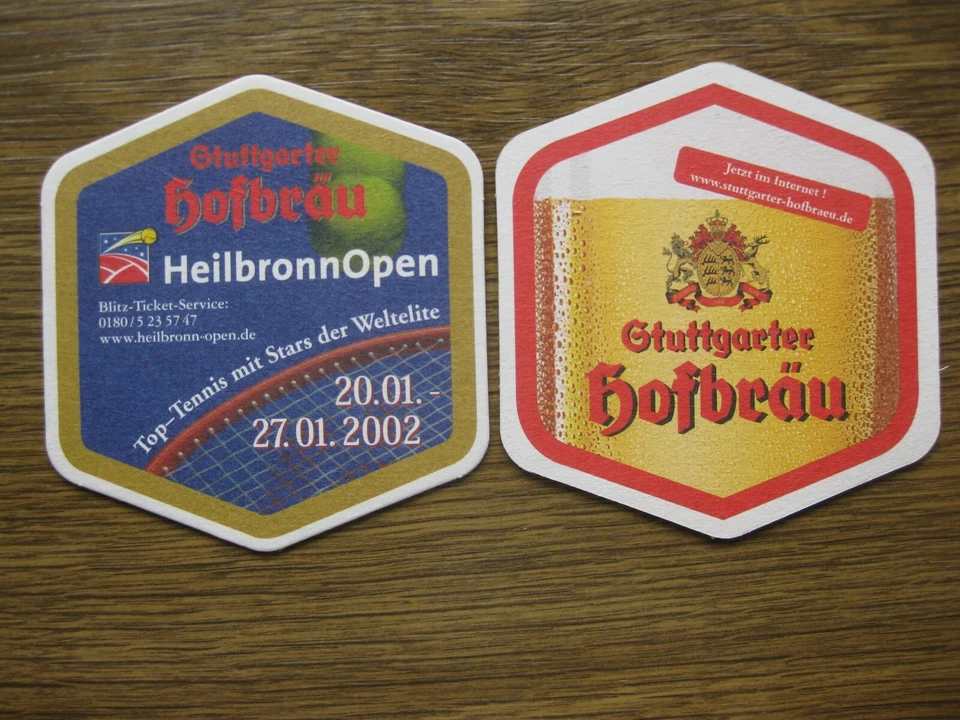 Stuttgarter
Hofbräu
HeilbronnOpen
Blitz-Ticket-Service:
0180/5 23 57 47
www.heilbronn-open.de
Top-Tennis mit Stars der Weltelite
20.01. -
27.01.2002
Jetzt im Internet !
www.stuttgarter-hofbraeu.de
Stuttgarter
Hofbräu